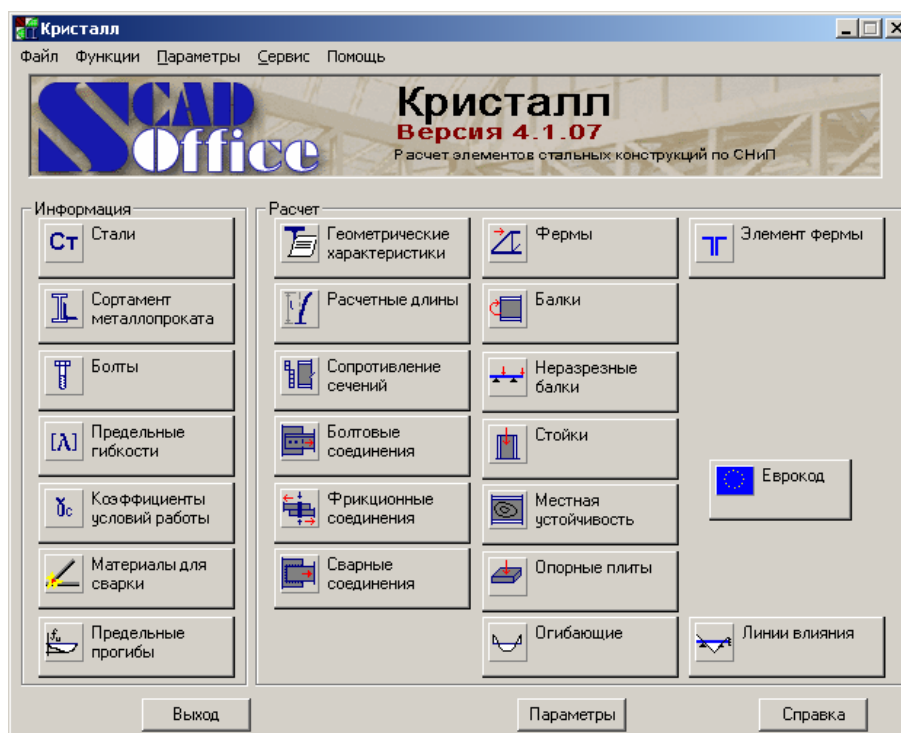 Кристалл
Файл Функции Параметры Сервис Помощь
SCAD
Office
Кристалл
Версия 4.1.07
Расчет элементов стальных конструкций по СНиП
Информация
Ст
Стали
Сортамент
металлопроката
Болты
[λ]
Предельные
гибкости
γc
Коэффициенты
условий работы
Материалы для
сварки
fu
Предельные
прогибы
Расчет
Геометрические
характеристики
Расчетные длины
Сопротивление
сечений
Болтовые
соединения
Фрикционные
соединения
Сварные
соединения
Фермы
Балки
Неразрезные
балки
Стойки
Местная
устойчивость
Опорные плиты
Огибающие
Элемент фермы
Еврокод
Линии влияния
Выход
Параметры
Справка